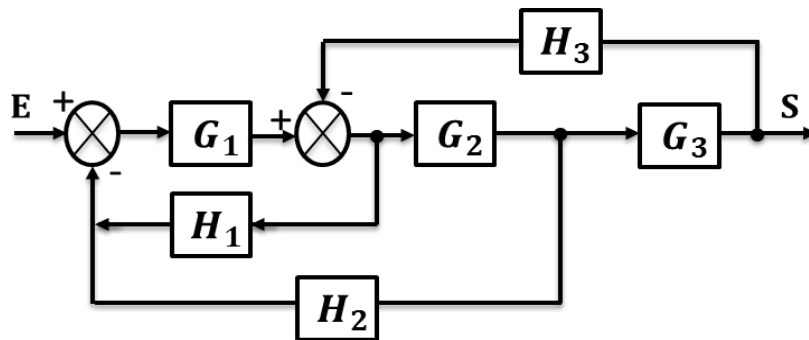 H₃
E + G₁ + - G₂ G₃ S
-
H₁
H₂